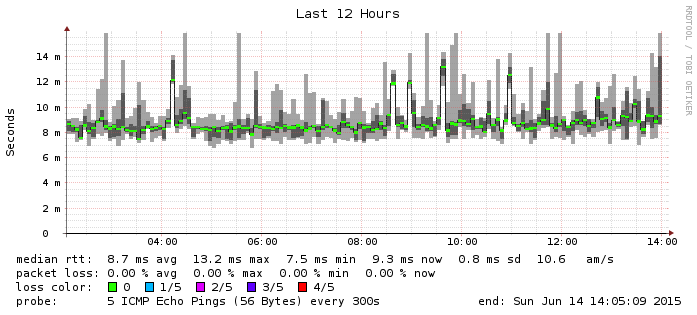 Last 12 Hours
RRDTOOL / TOBI OETIKER
Seconds
14 m
12 m
10 m
8 m
6 m
4 m
2 m
0
04:00 06:00 08:00 10:00 12:00 14:00
median rtt: 8.7 ms avg 13.2 ms max 7.5 ms min 9.3 ms now 0.8 ms sd 10.6 am/s
packet loss: 0.00 % avg 0.00 % max 0.00 % min 0.00 % now
loss color: 0 1/5 2/5 3/5 4/5
probe: 5 ICMP Echo Pings (56 Bytes) every 300s end: Sun Jun 14 14:05:09 2015